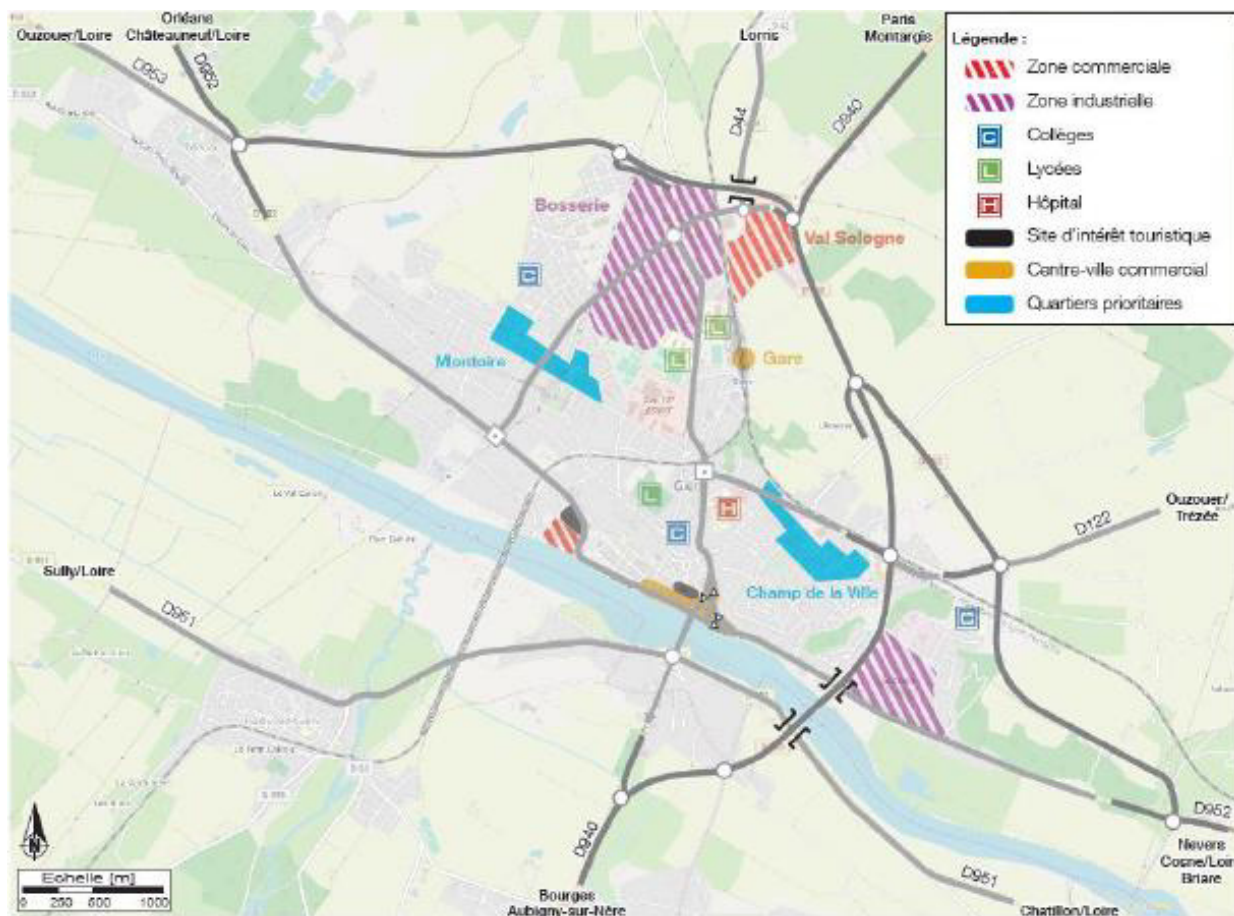 Orléans
Ouzouer/Loire
Châteauneuf/Loire
Lorris
Paris
Montargis
D953
D952
D44
D940
Légende :
Zone commerciale
Zone industrielle
C
Collèges
L
Lycées
H
Hôpital
Site d'intérêt touristique
Centre-ville commercial
Quartiers prioritaires
Bosserie
Val Sologne
C
L
L
Montoire
Gare
Gien
L
H
C
Ouzouer/
Trézée
D122
Sully/Loire
D951
Champ de la Ville
C
D940
D952
Nevers
Cosne/Loire
Briare
D951
Chatillon/Loire
Bourges
Aubigny-sur-Nère
N
Echelle [m]
0 250 500 1000